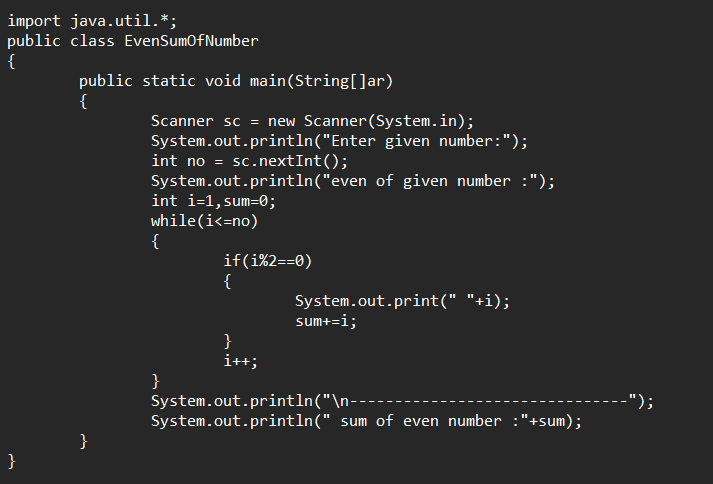 import java.util.*;
public class EvenSumOfNumber
{
        public static void main(String[]ar)
        {
                Scanner sc = new Scanner(System.in);
                System.out.println("Enter given number:");
                int no = sc.nextInt();
                System.out.println("even of given number :");
                int i=1,sum=0;
                while(i<=no)
                {
                        if(i%2==0)
                        {
                                System.out.print(" "+i);
                                sum+=i;
                        }
                        i++;
                }
                System.out.println("\n-------------------------------");
                System.out.println(" sum of even number :"+sum);
        }
}